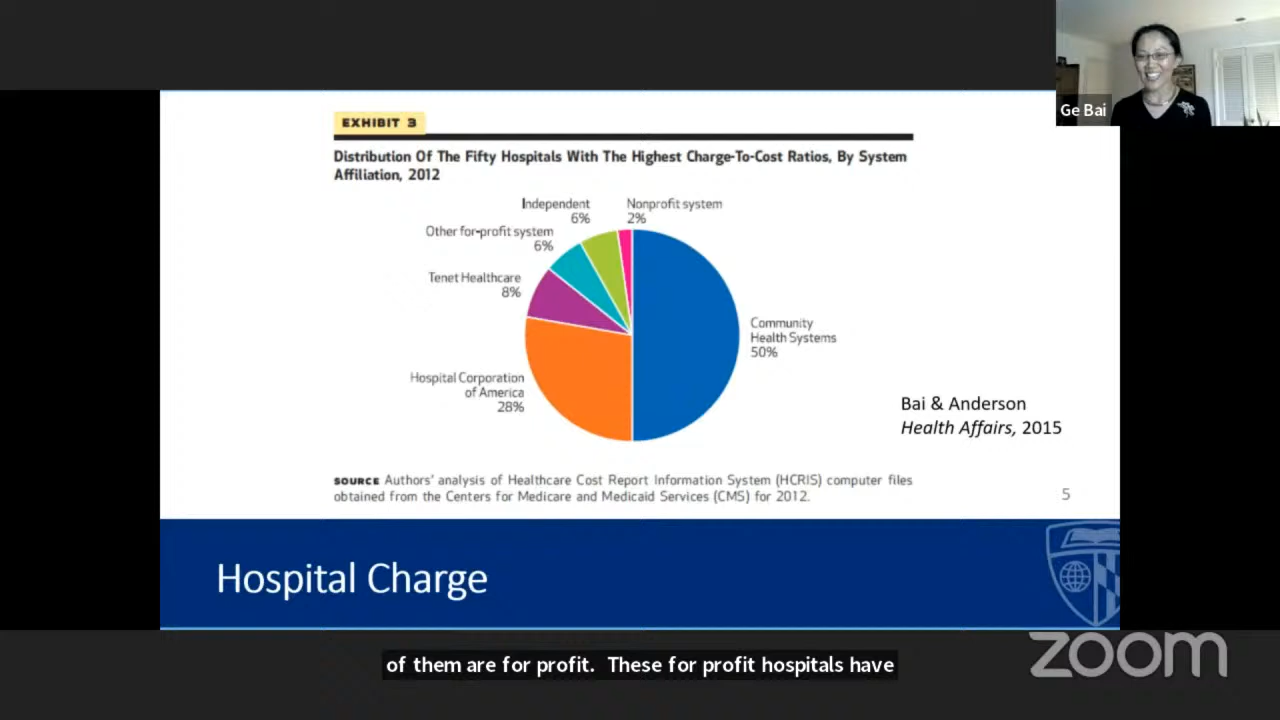 Ge Bai
EXHIBIT 3
Distribution Of The Fifty Hospitals With The Highest Charge-To-Cost Ratios, By System
Affiliation, 2012
Independent
6%
Nonprofit system
2%
Other for-profit system
6%
Tenet Healthcare
8%
Community
Health Systems
50%
Hospital Corporation
of America
28%
Bai & Anderson
Health Affairs, 2015
SOURCE Authors' analysis of Healthcare Cost Report Information System (HCRIS) computer files
obtained from the Centers for Medicare and Medicaid Services (CMS) for 2012.
5
Hospital Charge
zoom
of them are for profit.  These for profit hospitals have